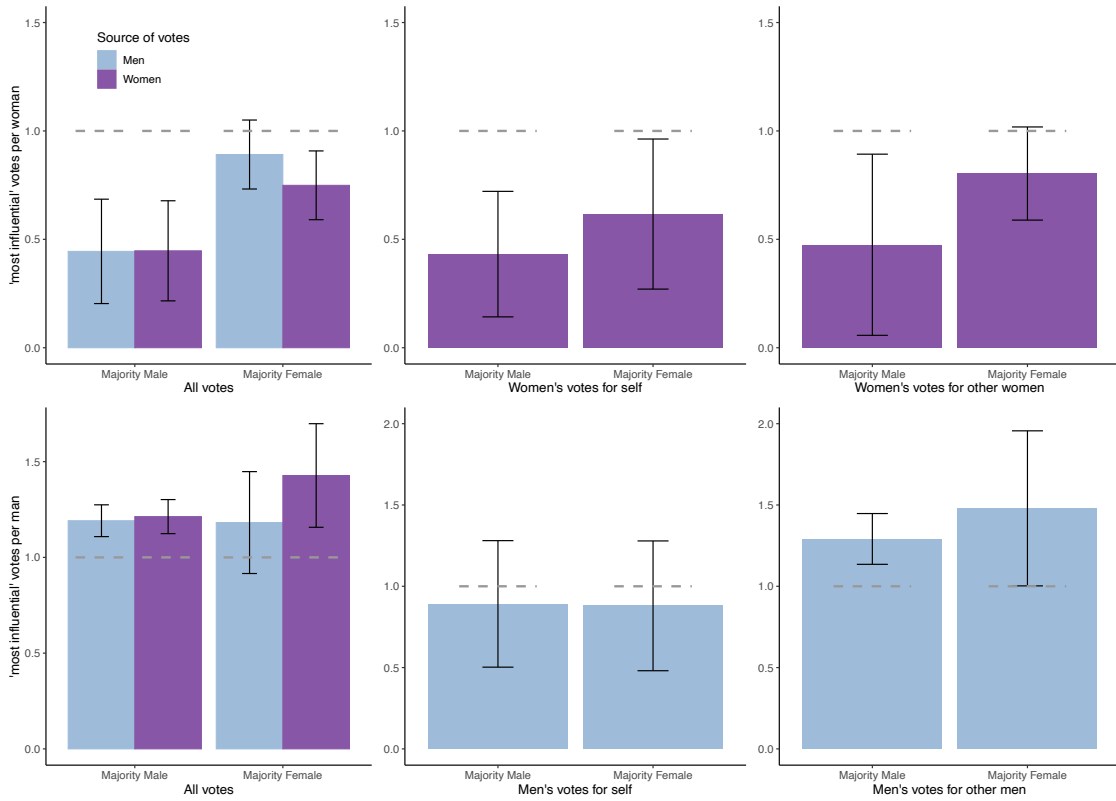 'most influential' votes per woman
1.5
1.0
0.5
0.0
Source of votes
Men
Women
Majority Male
Majority Female
All votes
1.5
1.0
0.5
0.0
Majority Male
Majority Female
Women's votes for self
1.5
1.0
0.5
0.0
Majority Male
Majority Female
Women's votes for other women
'most influential' votes per man
1.5
1.0
0.5
0.0
Majority Male
Majority Female
All votes
2.0
1.5
1.0
0.5
0.0
Majority Male
Majority Female
Men's votes for self
2.0
1.5
1.0
0.5
0.0
Majority Male
Majority Female
Men's votes for other men